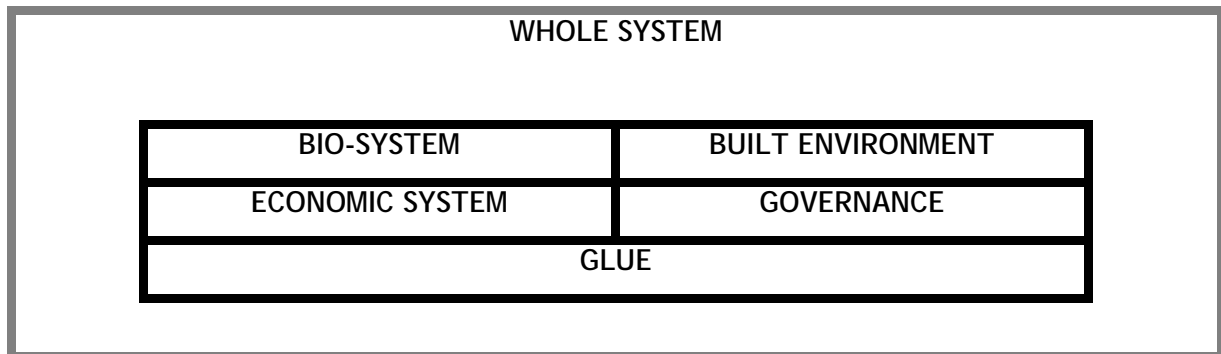 WHOLE SYSTEM
BIO-SYSTEM BUILT ENVIRONMENT
ECONOMIC SYSTEM GOVERNANCE
GLUE